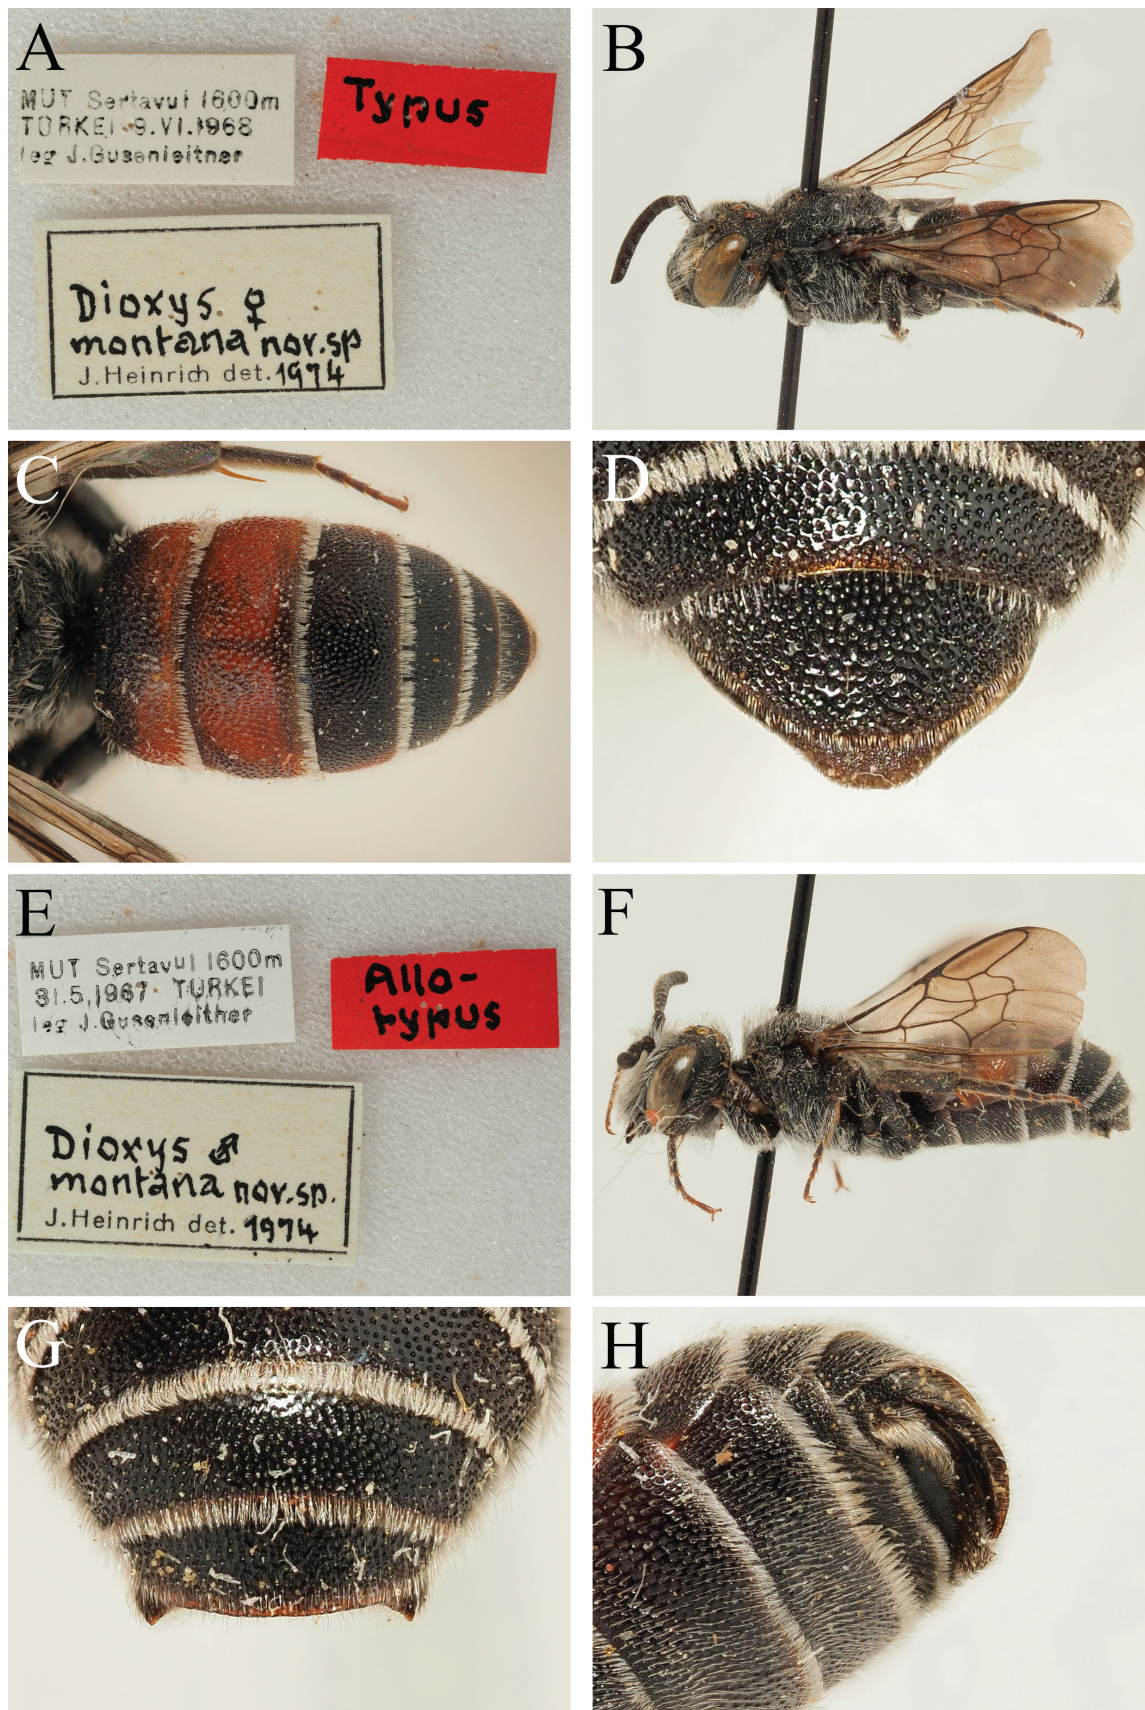 A
MUT Sertavul 1600m
TÜRKEI 9.VI.1968
leg J.Gusenleitner
Typus
Dioxys ♀
montana nov.sp
J.Heinrich det. 1974
B
C
D
E
MUT Sertavul 1600m
31.5.1967 TÜRKEI
leg J.Gusenleitner
Allo-
typus
Dioxys ♂
montana nov.sp.
J.Heinrich det. 1974
F
G
H